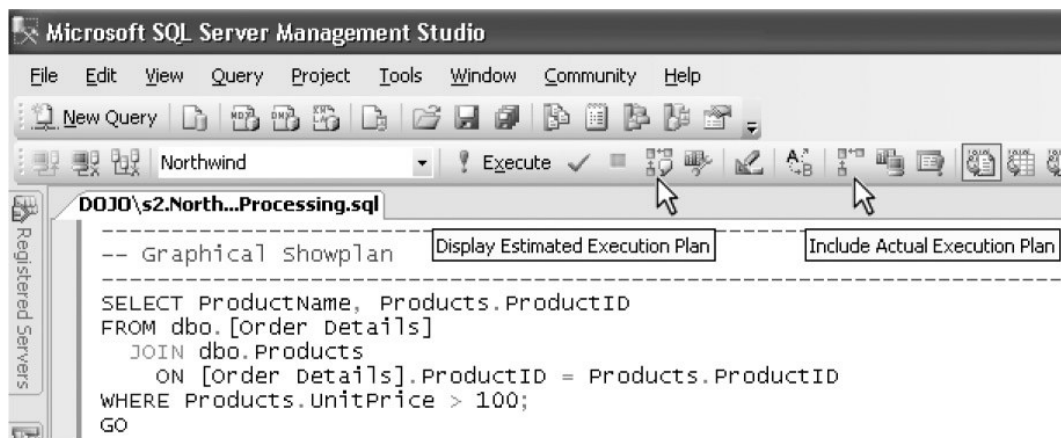 Microsoft SQL Server Management Studio
File Edit View Query Project Tools Window Community Help
New Query
Northwind Execute
DOJO\s2.North...Processing.sql
Display Estimated Execution Plan
Include Actual Execution Plan
Registered Servers
--------------------------------------------------------------------
-- Graphical Showplan
--------------------------------------------------------------------
SELECT ProductName, Products.ProductID
FROM dbo.[Order Details]
JOIN dbo.Products
ON [Order Details].ProductID = Products.ProductID
WHERE Products.UnitPrice > 100;
GO